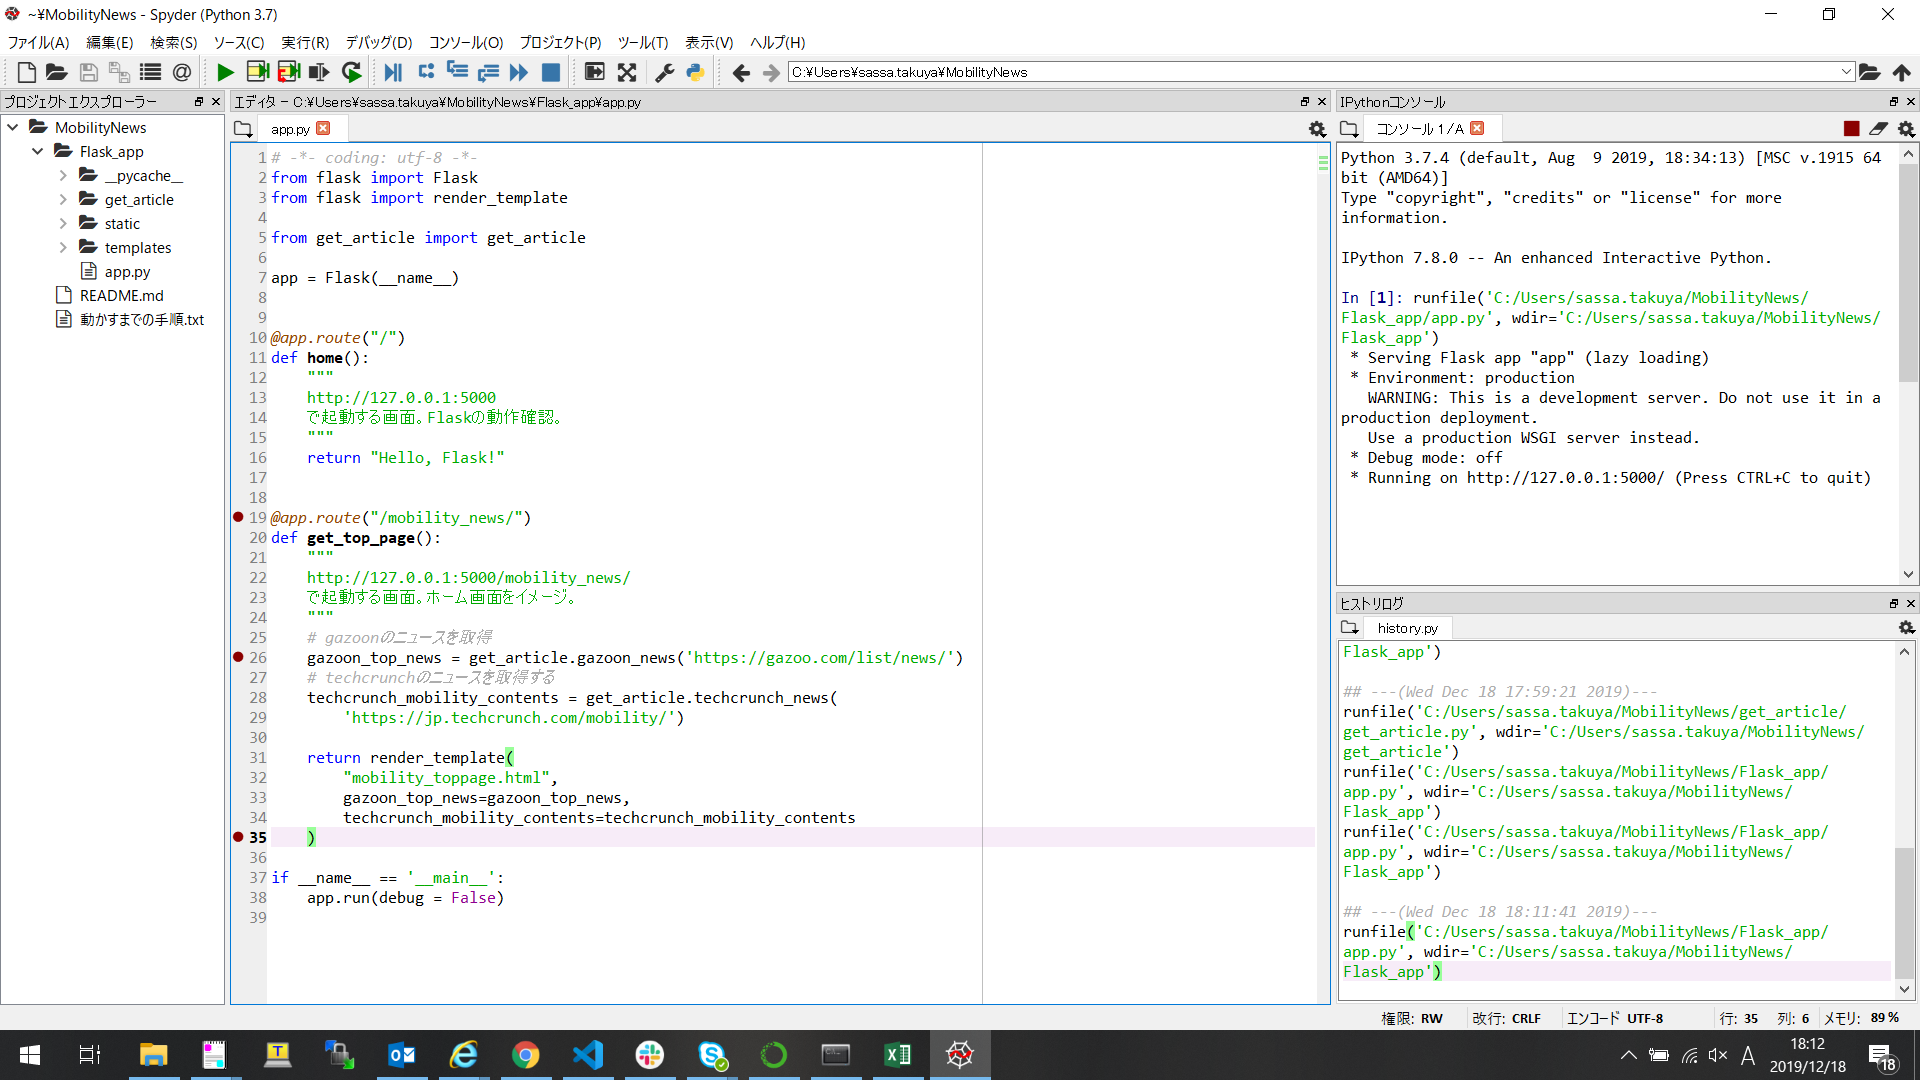 ~¥MobilityNews - Spyder (Python 3.7)
ファイル(A) 編集(E) 検索(S) ソース(C) 実行(R) デバッグ(D) コンソール(O) プロジェクト(P) ツール(T) 表示(V) ヘルプ(H)
C:¥Users¥sassa.takuya¥MobilityNews
プロジェクトエクスプローラー
MobilityNews
Flask_app
__pycache__
get_article
static
templates
app.py
README.md
動かすまでの手順.txt
エディタ - C:¥Users¥sassa.takuya¥MobilityNews¥Flask_app¥app.py
app.py
1 # -*- coding: utf-8 -*-
2 from flask import Flask
3 from flask import render_template
4
5 from get_article import get_article
6
7 app = Flask(__name__)
8
9
10 @app.route("/")
11 def home():
12     """
13     http://127.0.0.1:5000
14     で起動する画面。Flaskの動作確認。
15     """
16     return "Hello, Flask!"
17
18
19 @app.route("/mobility_news/")
20 def get_top_page():
21     """
22     http://127.0.0.1:5000/mobility_news/
23     で起動する画面。ホーム画面をイメージ。
24     """
25     # gazoonのニュースを取得
26     gazoon_top_news = get_article.gazoon_news('https://gazoo.com/list/news/')
27     # techcrunchのニュースを取得する
28     techcrunch_mobility_contents = get_article.techcrunch_news(
29         'https://jp.techcrunch.com/mobility/')
30
31     return render_template(
32         "mobility_toppage.html",
33         gazoon_top_news=gazoon_top_news,
34         techcrunch_mobility_contents=techcrunch_mobility_contents
35     )
36
37 if __name__ == '__main__':
38     app.run(debug = False)
39
IPythonコンソール
コンソール 1/A
Python 3.7.4 (default, Aug  9 2019, 18:34:13) [MSC v.1915 64
bit (AMD64)]
Type "copyright", "credits" or "license" for more
information.
IPython 7.8.0 -- An enhanced Interactive Python.
In [1]: runfile('C:/Users/sassa.takuya/MobilityNews/
Flask_app/app.py', wdir='C:/Users/sassa.takuya/MobilityNews/
Flask_app')
 * Serving Flask app "app" (lazy loading)
 * Environment: production
   WARNING: This is a development server. Do not use it in a
production deployment.
   Use a production WSGI server instead.
 * Debug mode: off
 * Running on http://127.0.0.1:5000/ (Press CTRL+C to quit)
ヒストリログ
history.py
Flask_app')
## ---(Wed Dec 18 17:59:21 2019)---
runfile('C:/Users/sassa.takuya/MobilityNews/get_article/
get_article.py', wdir='C:/Users/sassa.takuya/MobilityNews/
get_article')
runfile('C:/Users/sassa.takuya/MobilityNews/Flask_app/
app.py', wdir='C:/Users/sassa.takuya/MobilityNews/
Flask_app')
runfile('C:/Users/sassa.takuya/MobilityNews/Flask_app/
app.py', wdir='C:/Users/sassa.takuya/MobilityNews/
Flask_app')
## ---(Wed Dec 18 18:11:41 2019)---
runfile('C:/Users/sassa.takuya/MobilityNews/Flask_app/
app.py', wdir='C:/Users/sassa.takuya/MobilityNews/
Flask_app')
権限: RW 改行: CRLF エンコード UTF-8 行: 35 列: 6 メモリ: 89 %
A
18:12
2019/12/18
18